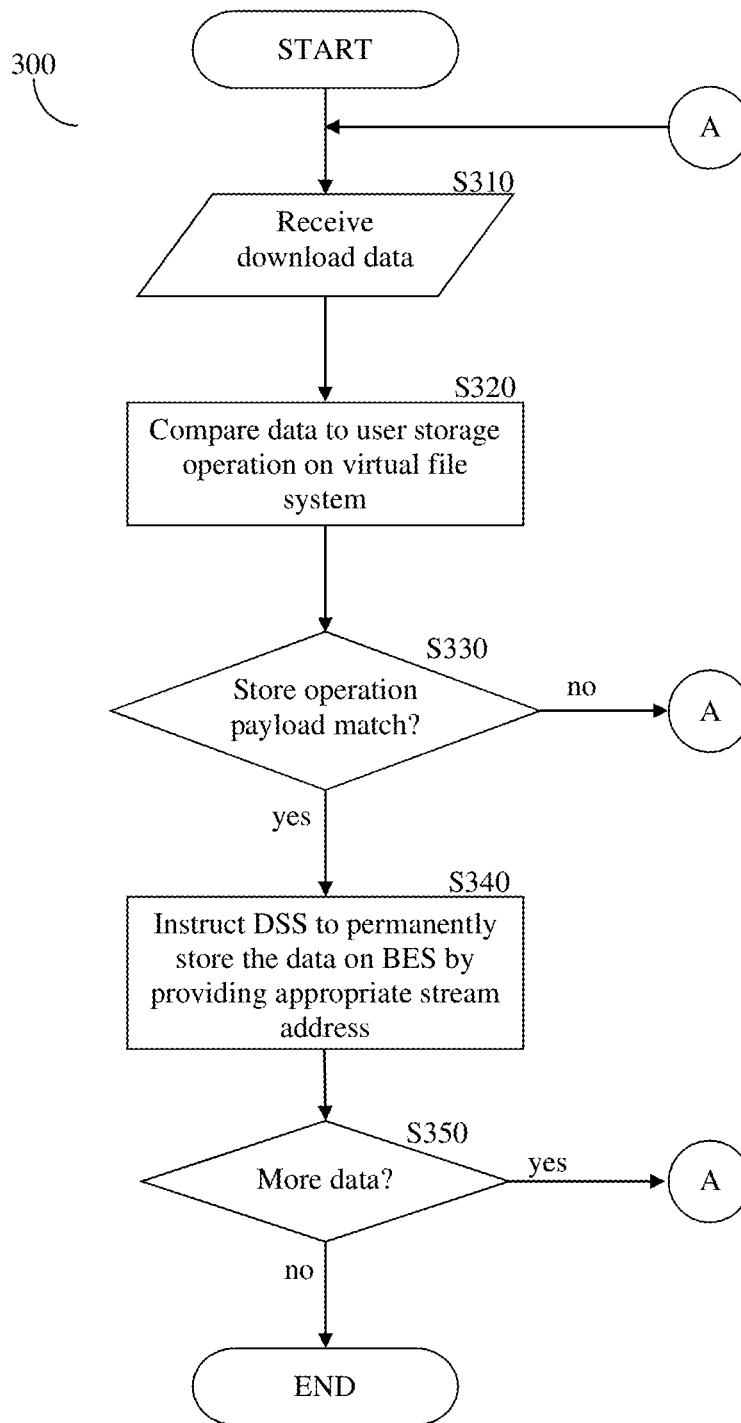 START
300
A
S310
Receive
download data
S320
Compare data to user storage
operation on virtual file
system
S330
Store operation
payload match?
no
A
yes
S340
Instruct DSS to permanently
store the data on BES by
providing appropriate stream
address
S350
More data?
yes
A
no
END